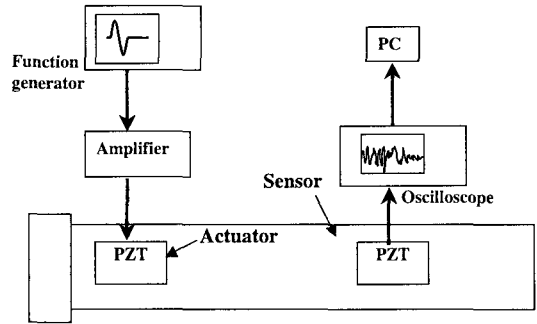 PC
Function
generator
Amplifier
Sensor
Oscilloscope
Actuator
PZT
PZT